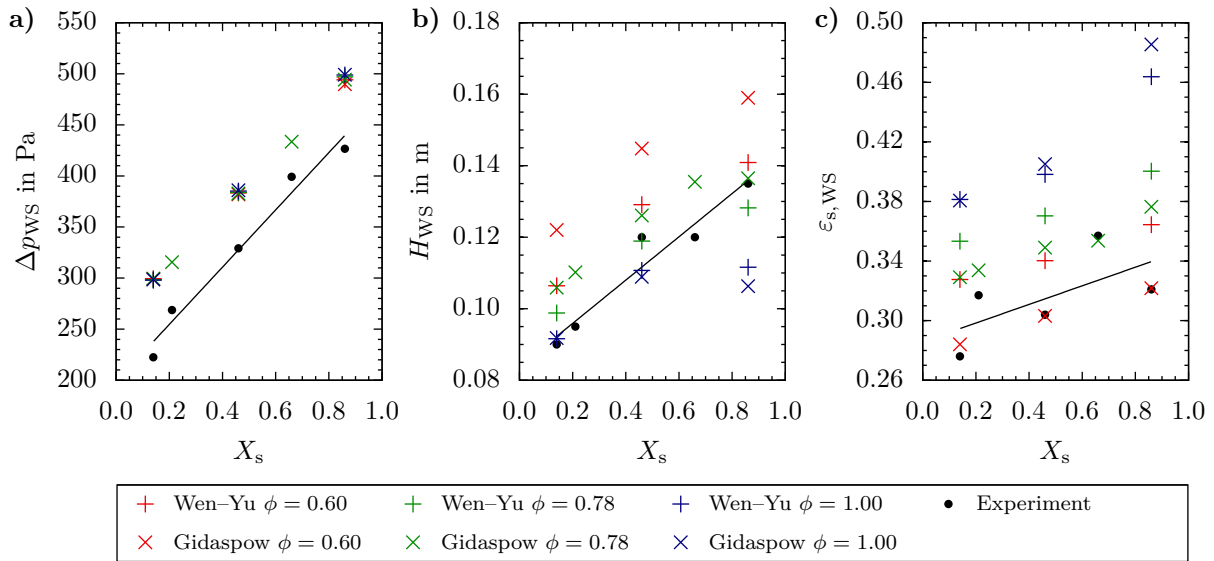 a)
550
500
450
400
350
300
250
200
Δp_WS in Pa
0.0 0.2 0.4 0.6 0.8 1.0
X_s
b)
0.18
0.16
0.14
0.12
0.10
0.08
H_WS in m
0.0 0.2 0.4 0.6 0.8 1.0
X_s
c)
0.50
0.46
0.42
0.38
0.34
0.30
0.26
ε_s,WS
0.0 0.2 0.4 0.6 0.8 1.0
X_s
Wen–Yu ϕ = 0.60 Wen–Yu ϕ = 0.78 Wen–Yu ϕ = 1.00 Experiment
Gidaspow ϕ = 0.60 Gidaspow ϕ = 0.78 Gidaspow ϕ = 1.00